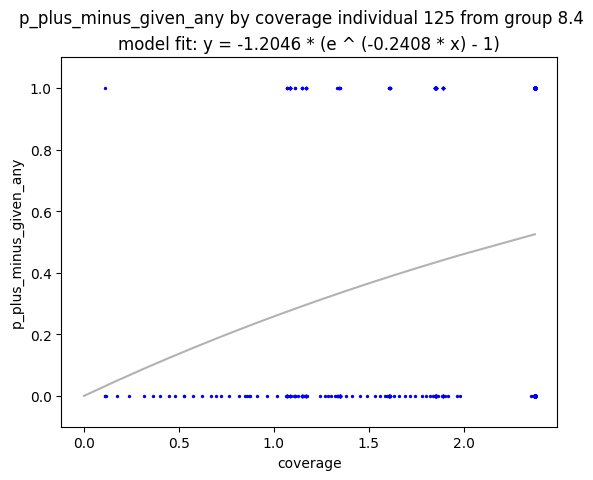 p_plus_minus_given_any by coverage individual 125 from group 8.4
model fit: y = -1.2046 * (e ^ (-0.2408 * x) - 1)
1.0
0.8
0.6
0.4
0.2
0.0
p_plus_minus_given_any
0.0 0.5 1.0 1.5 2.0
coverage